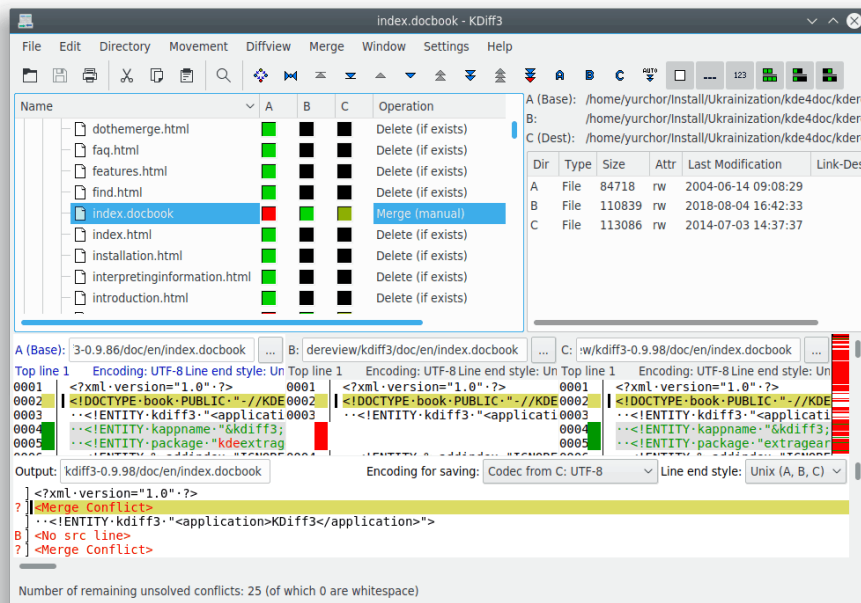 index.docbook - KDiff3
File Edit Directory Movement Diffview Merge Window Settings Help
A B C AUTO 123
Name A B C Operation
dothemerge.html Delete (if exists)
faq.html Delete (if exists)
features.html Delete (if exists)
find.html Delete (if exists)
index.docbook Merge (manual)
index.html Delete (if exists)
installation.html Delete (if exists)
interpretinginformation.html Delete (if exists)
introduction.html Delete (if exists)
A (Base): /home/yurchor/Install/Ukrainization/kde4doc/kdere
B: /home/yurchor/Install/Ukrainization/kde4doc/kdere
C (Dest): /home/yurchor/Install/Ukrainization/kde4doc/kdere
Dir Type Size Attr Last Modification Link-Des
A File 84718 rw 2004-06-14 09:08:29
B File 110839 rw 2018-08-04 16:42:33
C File 113086 rw 2014-07-03 14:37:37
A (Base): 3-0.9.86/doc/en/index.docbook ... B: dereview/kdiff3/doc/en/index.docbook ... C: w/kdiff3-0.9.98/doc/en/index.docbook ...
Top line 1 Encoding: UTF-8 Line end style: Un Top line 1 Encoding: UTF-8 Line end style: Un Top line 1 Encoding: UTF-8 Line end style: Un
0001 <?xml·version="1.0"·?> 0001 <?xml·version="1.0"·?> 0001 <?xml·version="1.0"·?>
0002 <!DOCTYPE·book·PUBLIC·"-//KDE 0002 <!DOCTYPE·book·PUBLIC·"-//KDE 0002 <!DOCTYPE·book·PUBLIC·"-//KDE
0003 ··<!ENTITY·kdiff3·"<applicati 0003 ··<!ENTITY·kdiff3·"<applicati 0003 ··<!ENTITY·kdiff3·"<applicati
0004 ··<!ENTITY·kappname·"&kdiff3; 0004 ··<!ENTITY·kappname·"&kdiff3;
0005 ··<!ENTITY·package·"kdeextrag 0005 ··<!ENTITY·package·"extragear
Output: kdiff3-0.9.98/doc/en/index.docbook Encoding for saving: Codec from C: UTF-8 Line end style: Unix (A, B, C)
] <?xml·version="1.0"·?>
? ] <Merge Conflict>
] ··<!ENTITY·kdiff3·"<application>KDiff3</application>">
B ] <No src line>
? ] <Merge Conflict>
Number of remaining unsolved conflicts: 25 (of which 0 are whitespace)